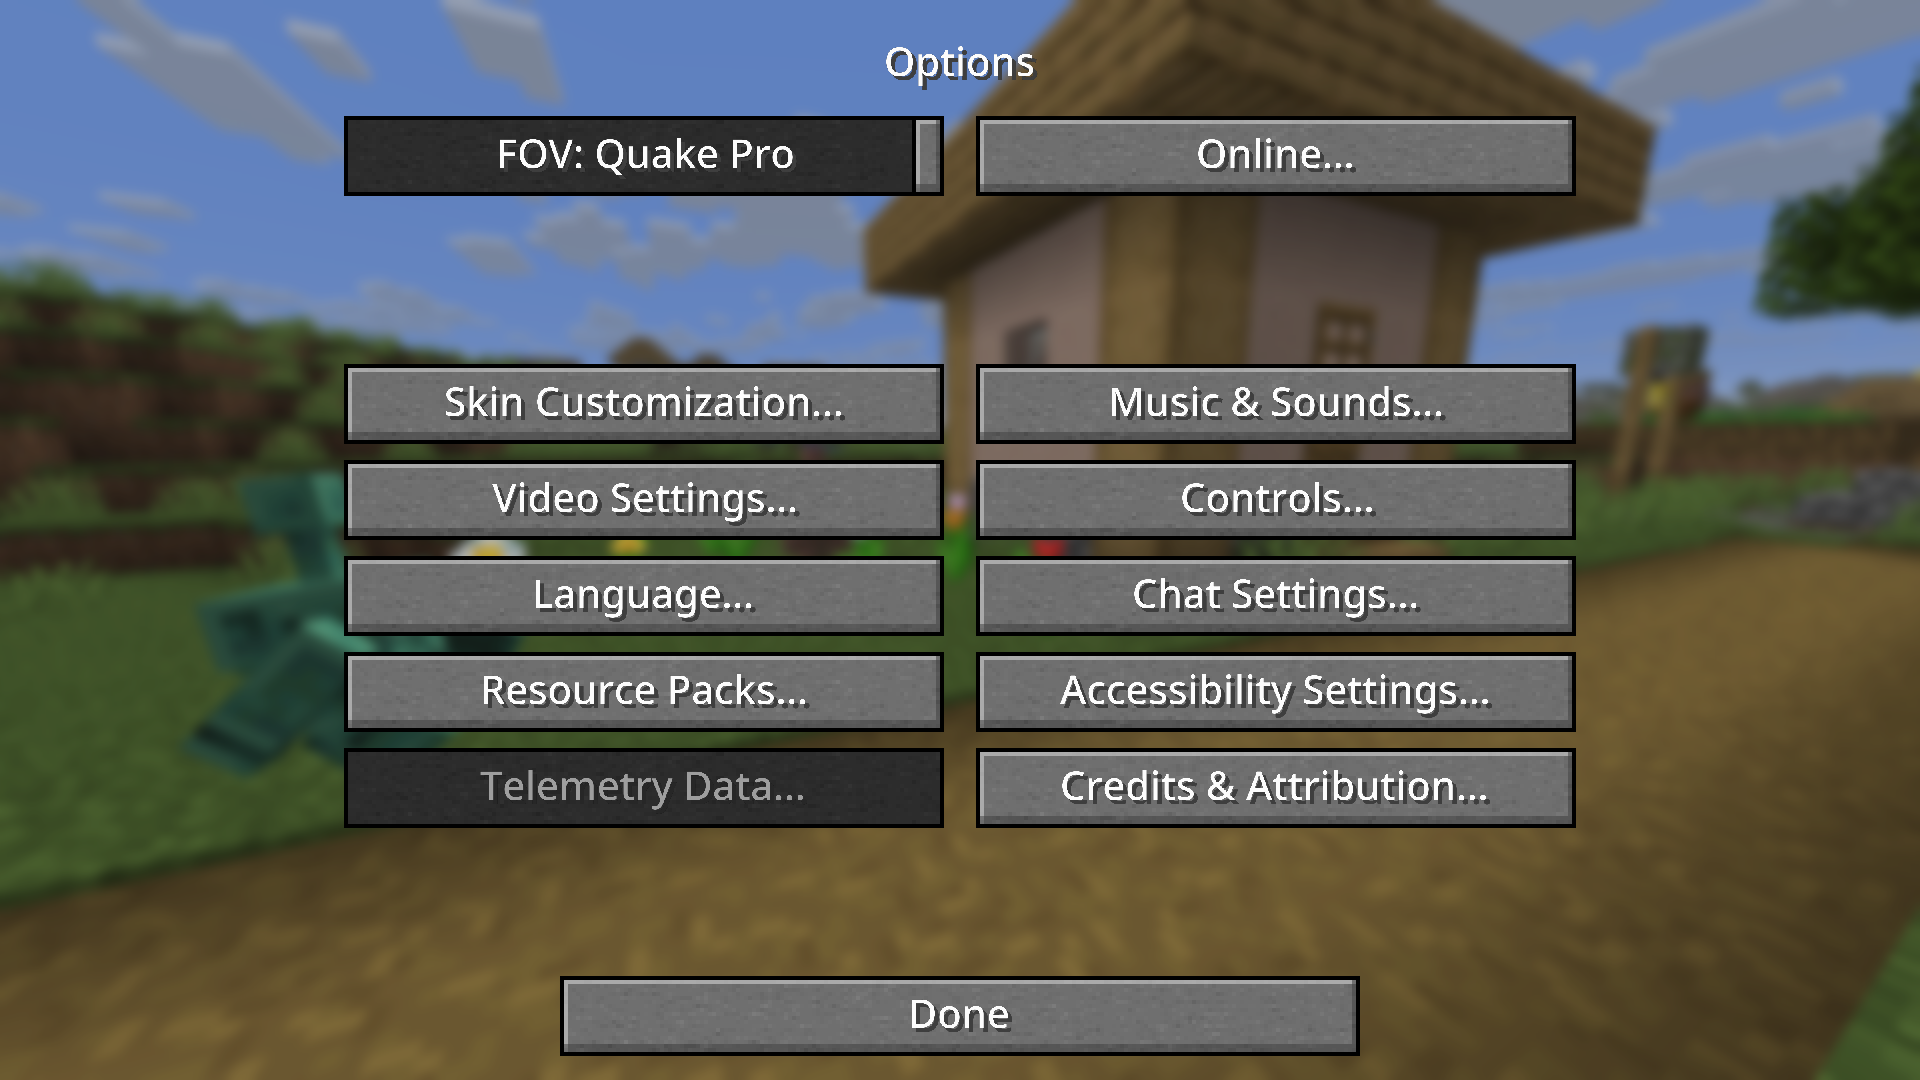 Options
FOV: Quake Pro
Online...
Skin Customization...
Music & Sounds...
Video Settings...
Controls...
Language...
Chat Settings...
Resource Packs...
Accessibility Settings...
Telemetry Data...
Credits & Attribution...
Done